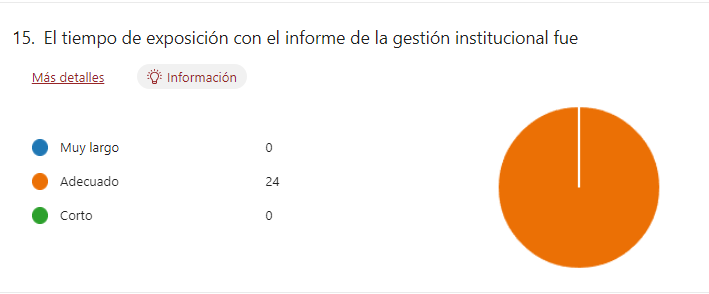 15. El tiempo de exposición con el informe de la gestión institucional fue
Más detalles Información
Muy largo 0
Adecuado 24
Corto 0